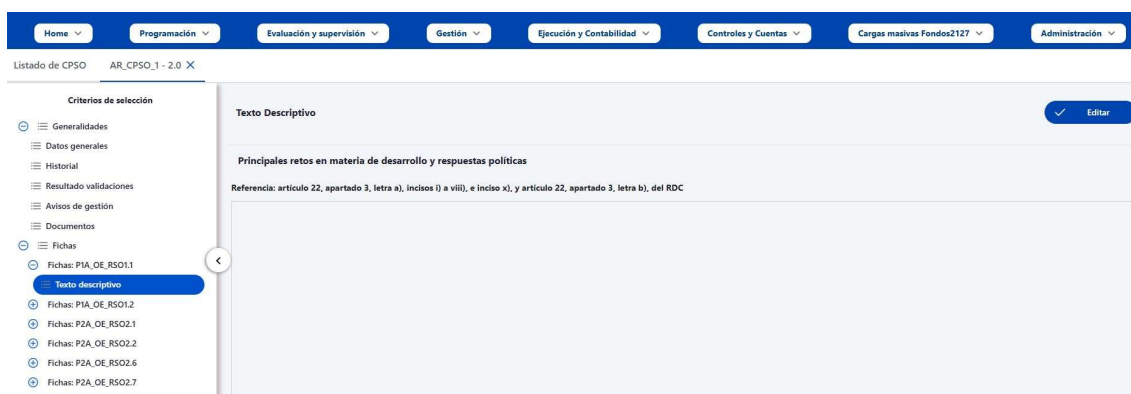 Home Programación Evaluación y supervisión Gestión Ejecución y Contabilidad Controles y Cuentas Cargas masivas Fondos2127 Administración
Listado de CPSO AR_CPSO_1 - 2.0 X
Criterios de selección
Generalidades
Datos generales
Historial
Resultado validaciones
Avisos de gestión
Documentos
Fichas
Fichas: P1A_OE_RSO1.1
Texto descriptivo
Fichas: P1A_OE_RSO1.2
Fichas: P2A_OE_RSO2.1
Fichas: P2A_OE_RSO2.2
Fichas: P2A_OE_RSO2.6
Fichas: P2A_OE_RSO2.7
Texto Descriptivo
Editar
Principales retos en materia de desarrollo y respuestas políticas
Referencia: artículo 22, apartado 3, letra a), incisos i) a viii), e inciso x), y artículo 22, apartado 3, letra b), del RDC